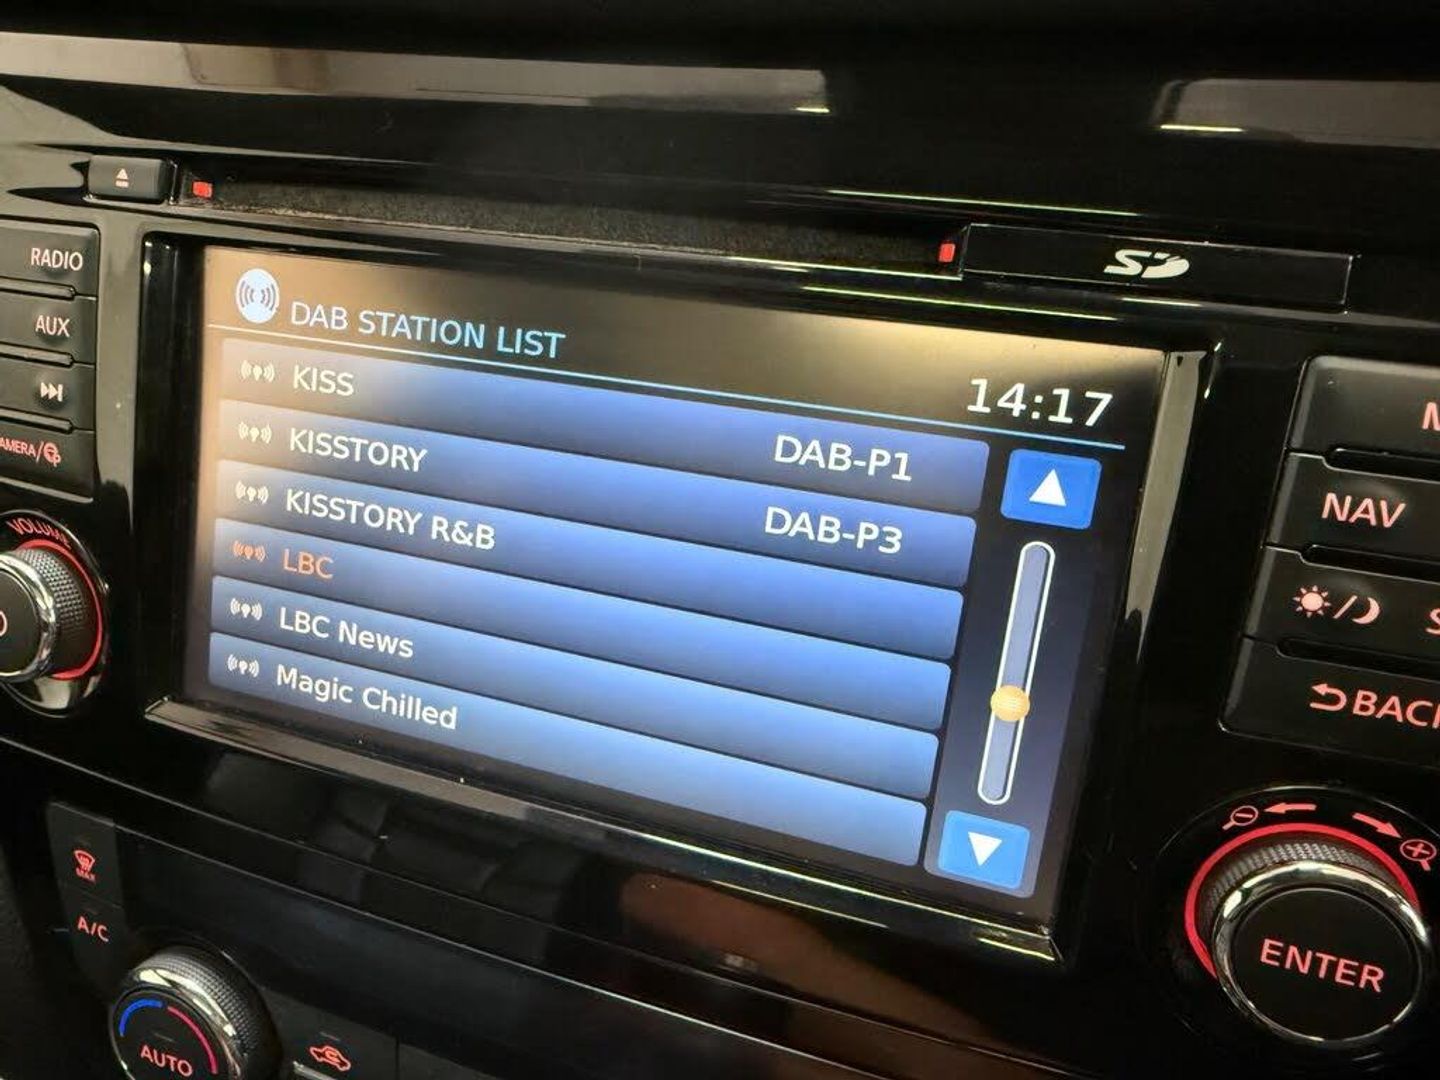 RADIO
AUX
AMERA/
VOLUME
SD
DAB STATION LIST
14:17
KISS DAB-P1
KISSTORY DAB-P3
KISSTORY R&B
LBC
LBC News
Magic Chilled
NAV
BACK
ENTER
MAX
A/C
AUTO